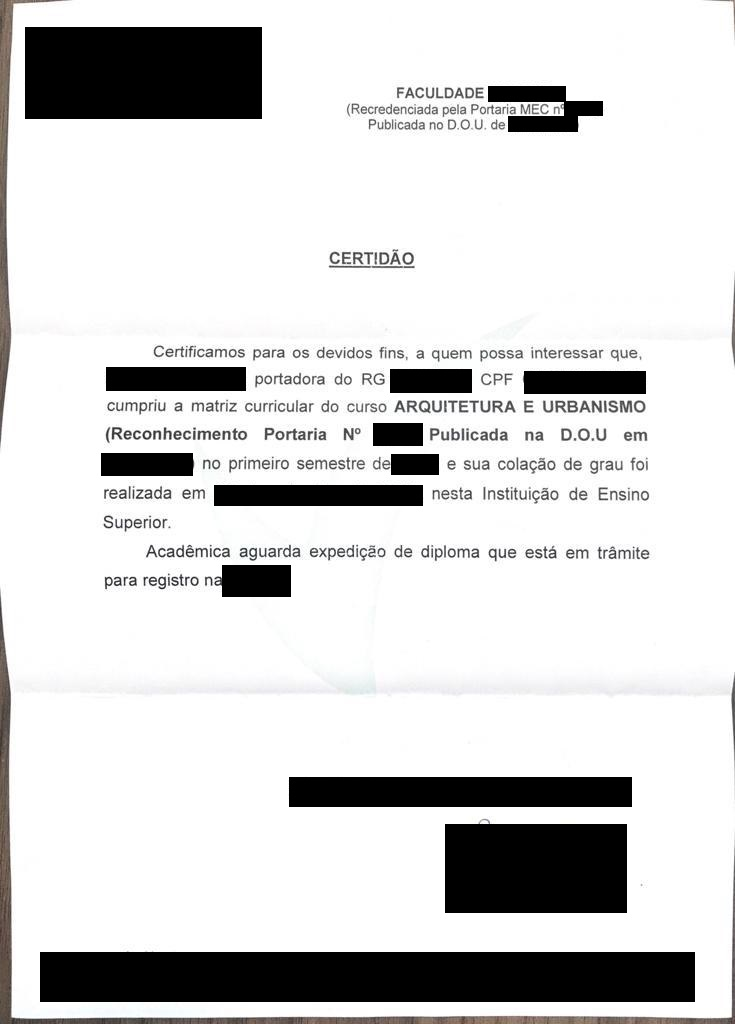 FACULDADE
(Recredenciada pela Portaria MEC nº
Publicada no D.O.U. de
CERTIDÃO
Certificamos para os devidos fins, a quem possa interessar que,
portadora do RG CPF (
cumpriu a matriz curricular do curso ARQUITETURA E URBANISMO
(Reconhecimento Portaria Nº Publicada na D.O.U em
) no primeiro semestre de e sua colação de grau foi
realizada em nesta Instituição de Ensino
Superior.
Acadêmica aguarda expedição de diploma que está em trâmite
para registro na